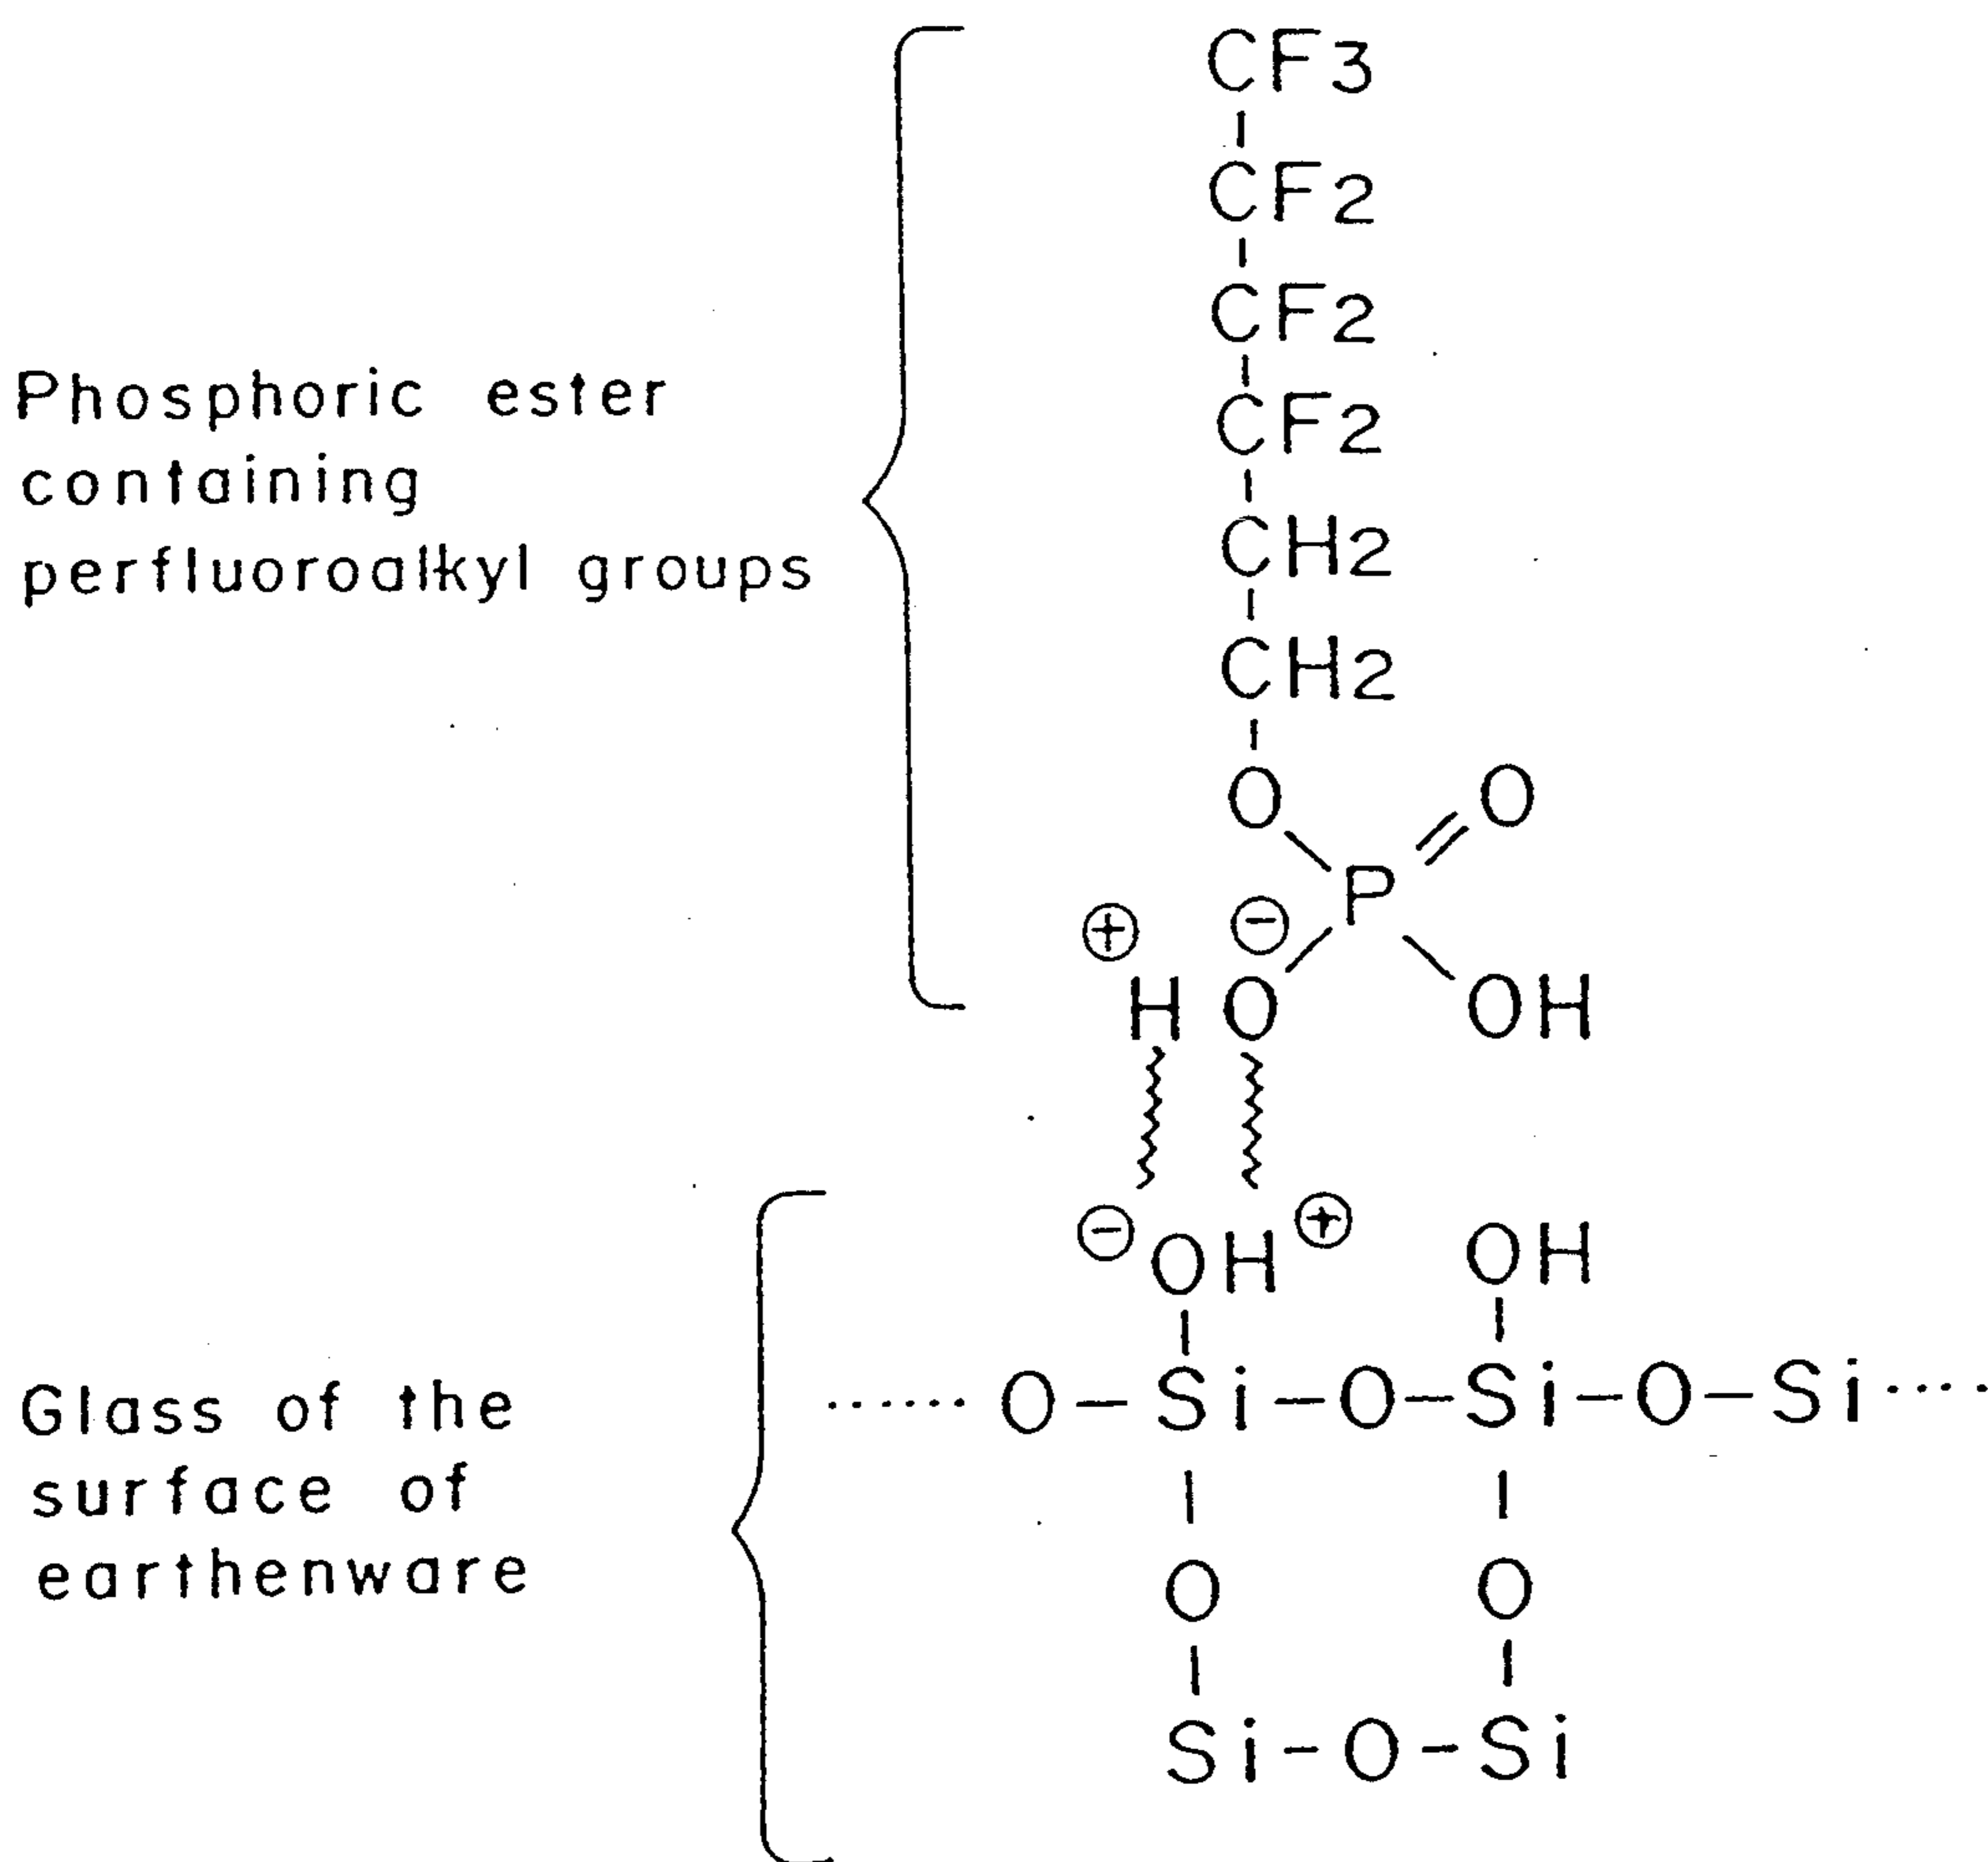 CF3
CF2
CF2
CF2
Phosphoric ester
containing
perfluoroalkyl groups
CH2
CH2
O O
P
⊕ ⊖
H O OH
⊖ OH ⊕ OH
Glass of the
surface of
earthenware
...... O-Si-O-Si-O-Si....
O O
Si-O-Si